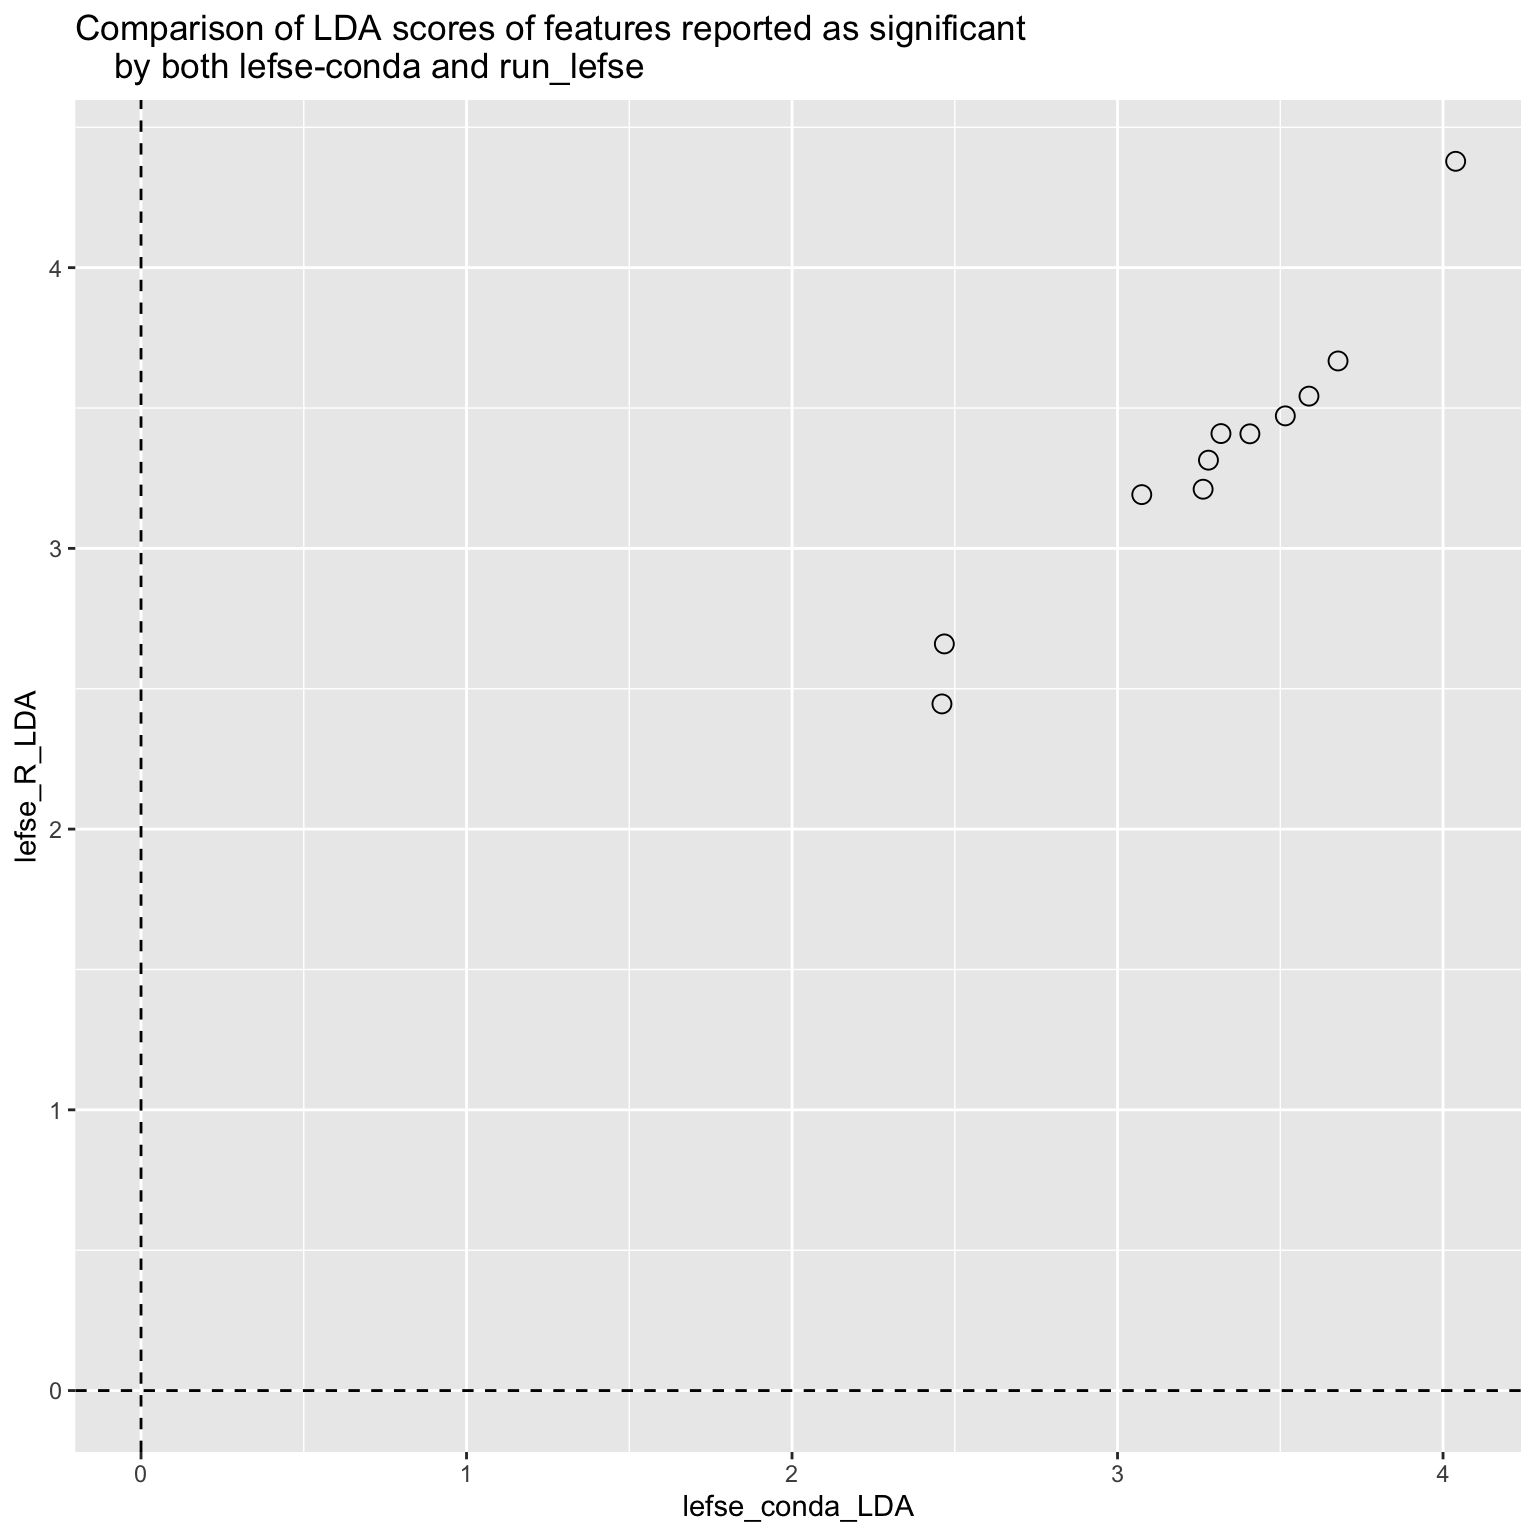 Comparison of LDA scores of features reported as significant
by both lefse-conda and run_lefse
4
3
2
1
0
lefse_R_LDA
0 1 2 3 4
lefse_conda_LDA